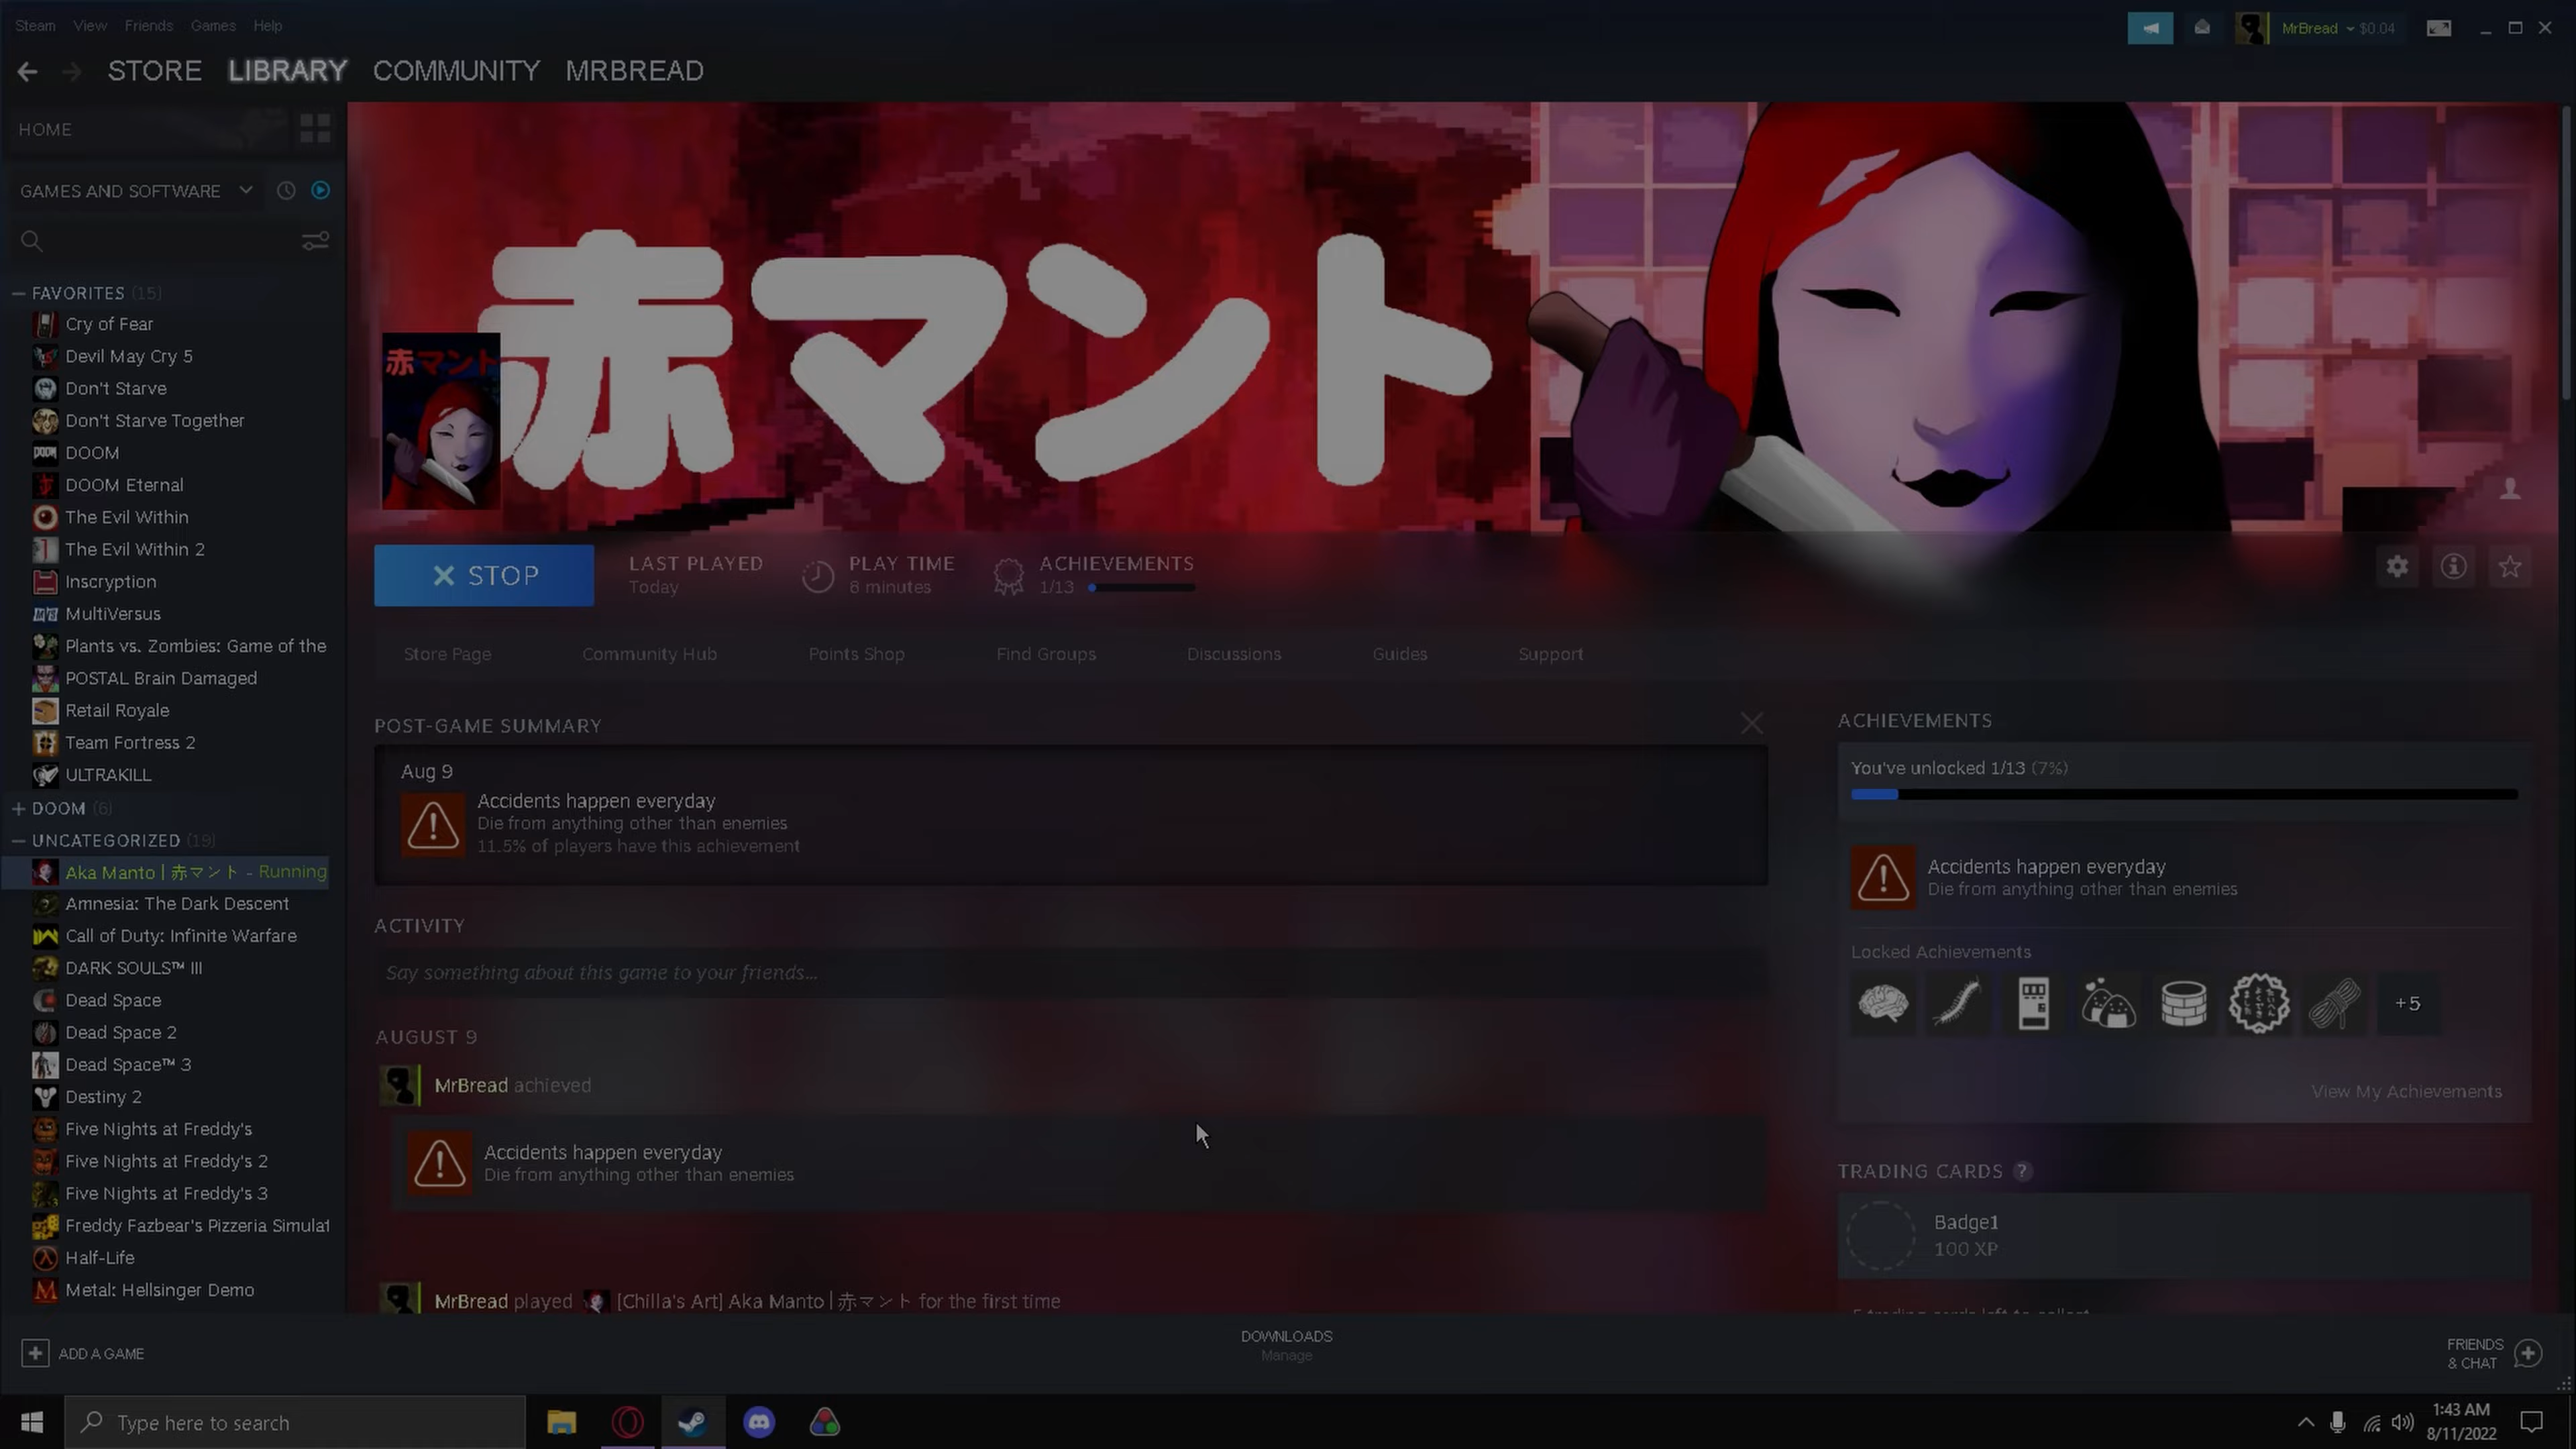 Steam View Friends Games Help
MrBread $0.04
STORE LIBRARY COMMUNITY MRBREAD
HOME
GAMES AND SOFTWARE
FAVORITES (15)
Cry of Fear
Devil May Cry 5
Don't Starve
Don't Starve Together
DOOM
DOOM Eternal
The Evil Within
The Evil Within 2
Inscryption
MultiVersus
Plants vs. Zombies: Game of the
POSTAL Brain Damaged
Retail Royale
Team Fortress 2
ULTRAKILL
DOOM (6)
UNCATEGORIZED (19)
Aka Manto | 赤マント - Running
Amnesia: The Dark Descent
Call of Duty: Infinite Warfare
DARK SOULS™ III
Dead Space
Dead Space 2
Dead Space™ 3
Destiny 2
Five Nights at Freddy's
Five Nights at Freddy's 2
Five Nights at Freddy's 3
Freddy Fazbear's Pizzeria Simulat
Half-Life
Metal: Hellsinger Demo
赤マント
赤マント
STOP
LAST PLAYED
Today
PLAY TIME
8 minutes
ACHIEVEMENTS
1/13
Store Page Community Hub Points Shop Find Groups Discussions Guides Support
POST-GAME SUMMARY
Aug 9
Accidents happen everyday
Die from anything other than enemies
11.5% of players have this achievement
ACTIVITY
Say something about this game to your friends...
AUGUST 9
MrBread achieved
Accidents happen everyday
Die from anything other than enemies
MrBread played [Chilla's Art] Aka Manto | 赤マント for the first time
ACHIEVEMENTS
You've unlocked 1/13 (7%)
Accidents happen everyday
Die from anything other than enemies
Locked Achievements
+5
View My Achievements
TRADING CARDS ?
Badge1
100 XP
ADD A GAME
DOWNLOADS
Manage
FRIENDS
& CHAT
Type here to search
1:43 AM
8/11/2022